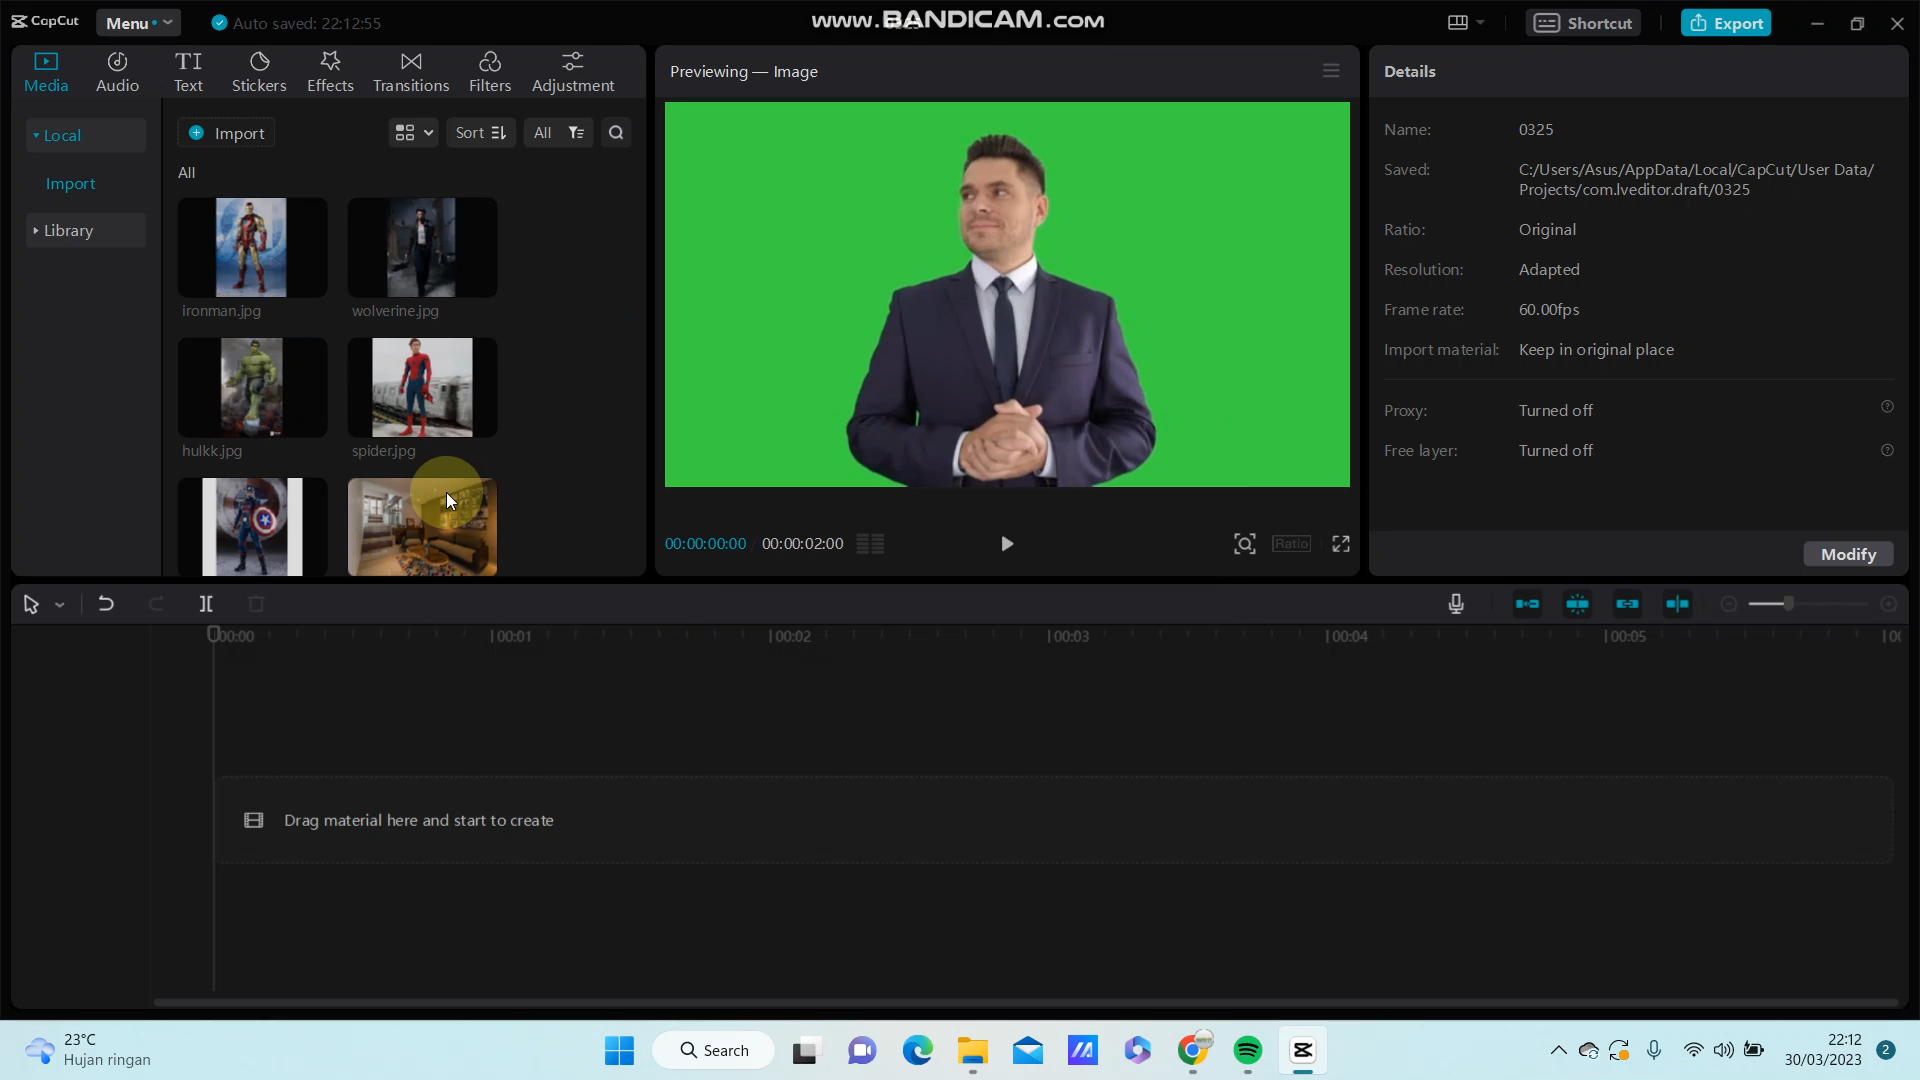 CapCut
Menu
Auto saved: 22:12:55
www.BANDICAM.com
Shortcut
Export
Media
Audio
Text
Stickers
Effects
Transitions
Filters
Adjustment
Local
Import
Library
Import
Sort
All
All
ironman.jpg
wolverine.jpg
hulkk.jpg
spider.jpg
Previewing — Image
00:00:00:00
00:00:02:00
Ratio
Details
Name: 0325
Saved: C:/Users/Asus/AppData/Local/CapCut/User Data/
Projects/com.lveditor.draft/0325
Ratio: Original
Resolution: Adapted
Frame rate: 60.00fps
Import material: Keep in original place
Proxy: Turned off
Free layer: Turned off
Modify
00:00
00:01
00:02
00:03
00:04
00:05
Drag material here and start to create
23°C
Hujan ringan
Search
22:12
30/03/2023
2